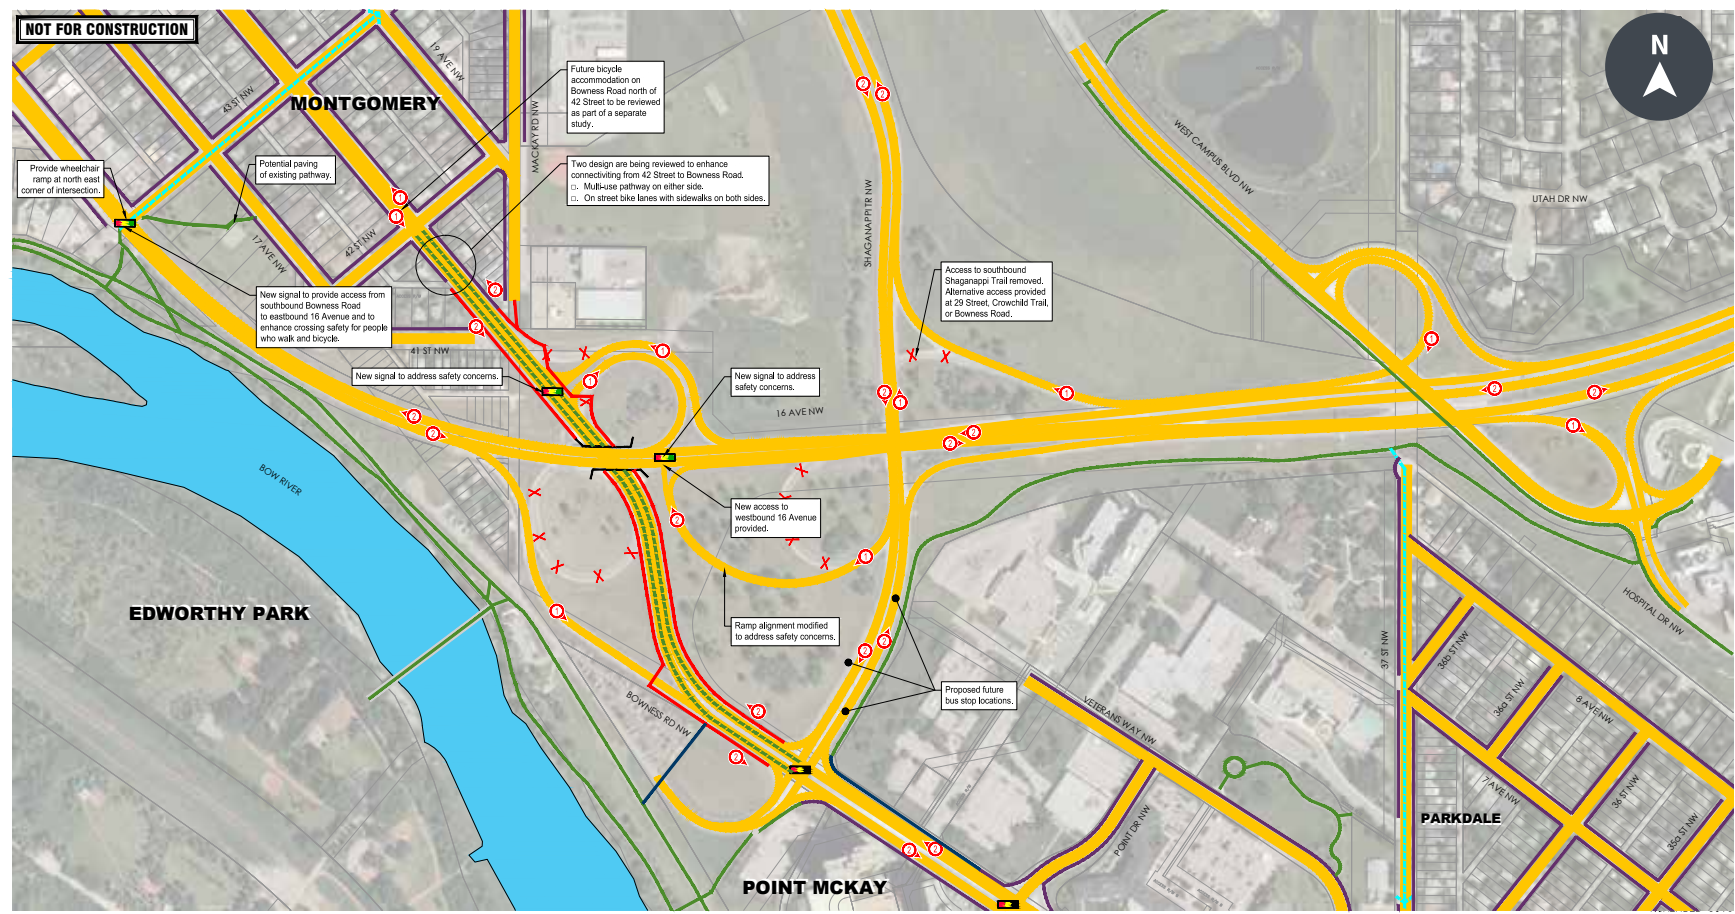 NOT FOR CONSTRUCTION
N
MONTGOMERY
19 AVE NW
43 ST NW
MACKAY RD NW
Future bicycle
accommodation on
Bowness Road north of
42 Street to be reviewed
as part of a separate
study.
Two design are being reviewed to enhance
connectiviting from 42 Street to Bowness Road.
□. Multi-use pathway on either side.
□. On street bike lanes with sidewalks on both sides.
Provide wheelchair
ramp at north east
corner of intersection.
Potential paving
of existing pathway.
17 AVE NW
42 ST NW
New signal to provide access from
southbound Bowness Road
to eastbound 16 Avenue and to
enhance crossing safety for people
who walk and bicycle.
41 ST NW
New signal to address safety concerns.
New signal to address
safety concerns.
16 AVE NW
SHAGANAPPI TR NW
Access to southbound
Shaganappi Trail removed.
Alternative access provided
at 29 Street, Crowchild Trail,
or Bowness Road.
WEST CAMPUS BLVD NW
UTAH DR NW
BOW RIVER
New access to
westbound 16 Avenue
provided.
EDWORTHY PARK
Ramp alignment modified
to address safety concerns.
Proposed future
bus stop locations.
BOWNESS RD NW
VETERANS WAY NW
POINT DR NW
POINT MCKAY
HOSPITAL DR NW
37 ST NW
36b ST NW
36a ST NW
8 AVE NW
7 AVE NW
36 ST NW
35a ST NW
PARKDALE